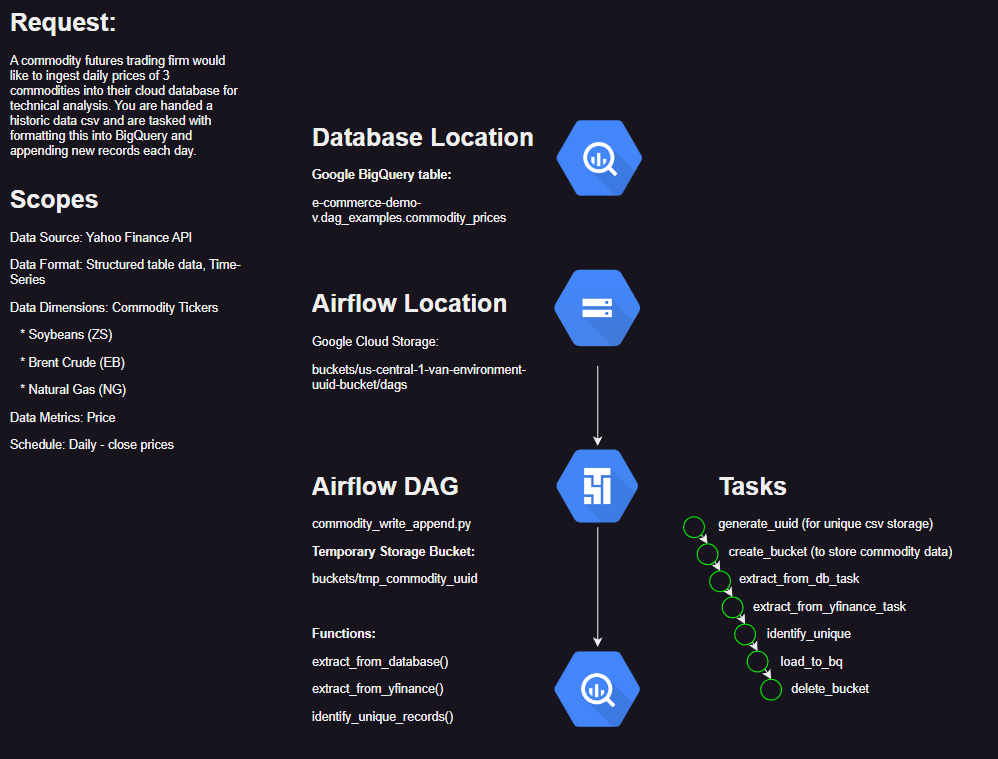 Request:
A commodity futures trading firm would
like to ingest daily prices of 3
commodities into their cloud database for
technical analysis. You are handed a
historic data csv and are tasked with
formatting this into BigQuery and
appending new records each day.
Scopes
Data Source: Yahoo Finance API
Data Format: Structured table data, Time-
Series
Data Dimensions: Commodity Tickers
* Soybeans (ZS)
* Brent Crude (EB)
* Natural Gas (NG)
Data Metrics: Price
Schedule: Daily - close prices
Database Location
Google BigQuery table:
e-commerce-demo-
v.dag_examples.commodity_prices
Airflow Location
Google Cloud Storage:
buckets/us-central-1-van-environment-
uuid-bucket/dags
Airflow DAG
commodity_write_append.py
Temporary Storage Bucket:
buckets/tmp_commodity_uuid
Functions:
extract_from_database()
extract_from_yfinance()
identify_unique_records()
Tasks
generate_uuid (for unique csv storage)
create_bucket (to store commodity data)
extract_from_db_task
extract_from_yfinance_task
identify_unique
load_to_bq
delete_bucket